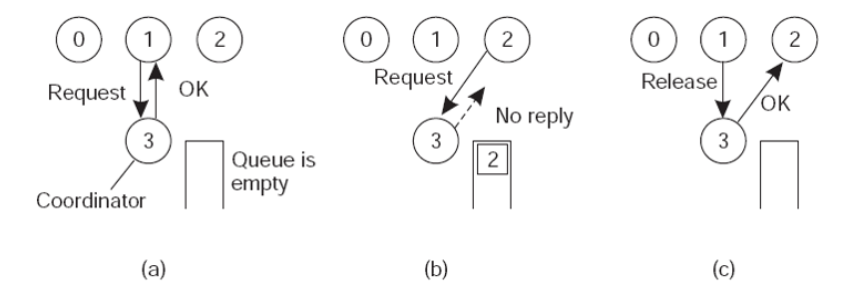 0 1 2
Request
OK
3
Queue is
empty
Coordinator
(a)
0 1 2
Request
No reply
3
2
(b)
0 1 2
Release
OK
3
(c)